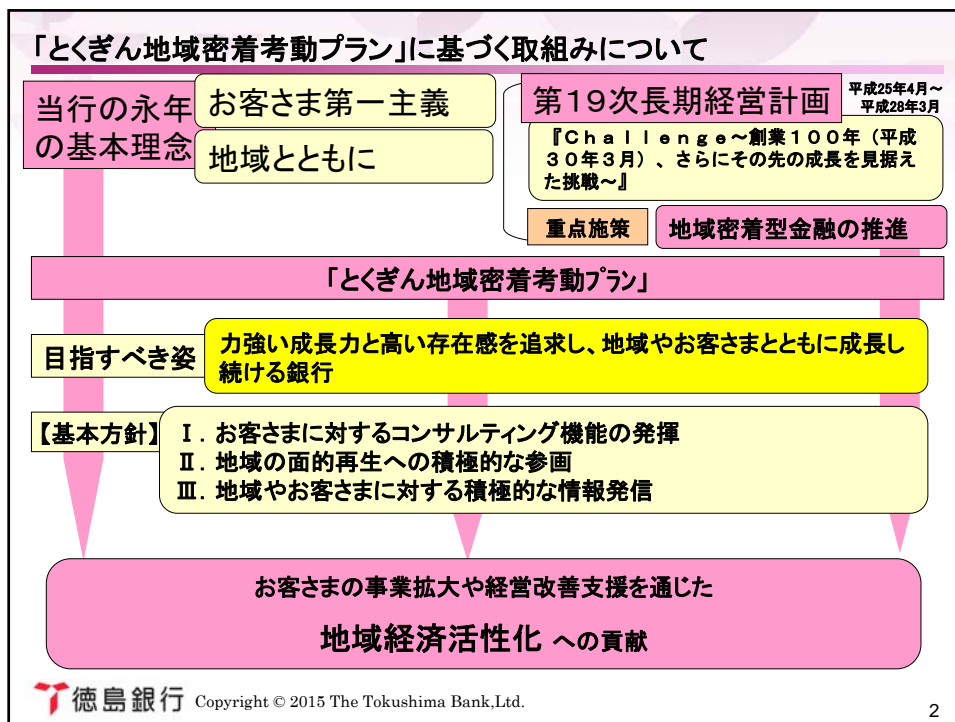 「とくぎん地域密着考動プラン」に基づく取組みについて
当行の永年
の基本理念
お客さま第一主義
地域とともに
第１９次長期経営計画
平成25年4月～
平成28年3月
『Ｃｈａｌｌｅｎｇｅ～創業１００年（平成
３０年３月）、さらにその先の成長を見据え
た挑戦～』
重点施策
地域密着型金融の推進
「とくぎん地域密着考動プラン」
目指すべき姿
力強い成長力と高い存在感を追求し、地域やお客さまとともに成長し
続ける銀行
【基本方針】
Ⅰ．お客さまに対するコンサルティング機能の発揮
Ⅱ．地域の面的再生への積極的な参画
Ⅲ．地域やお客さまに対する積極的な情報発信
お客さまの事業拡大や経営改善支援を通じた
地域経済活性化 への貢献
徳島銀行 Copyright © 2015 The Tokushima Bank,Ltd.
2